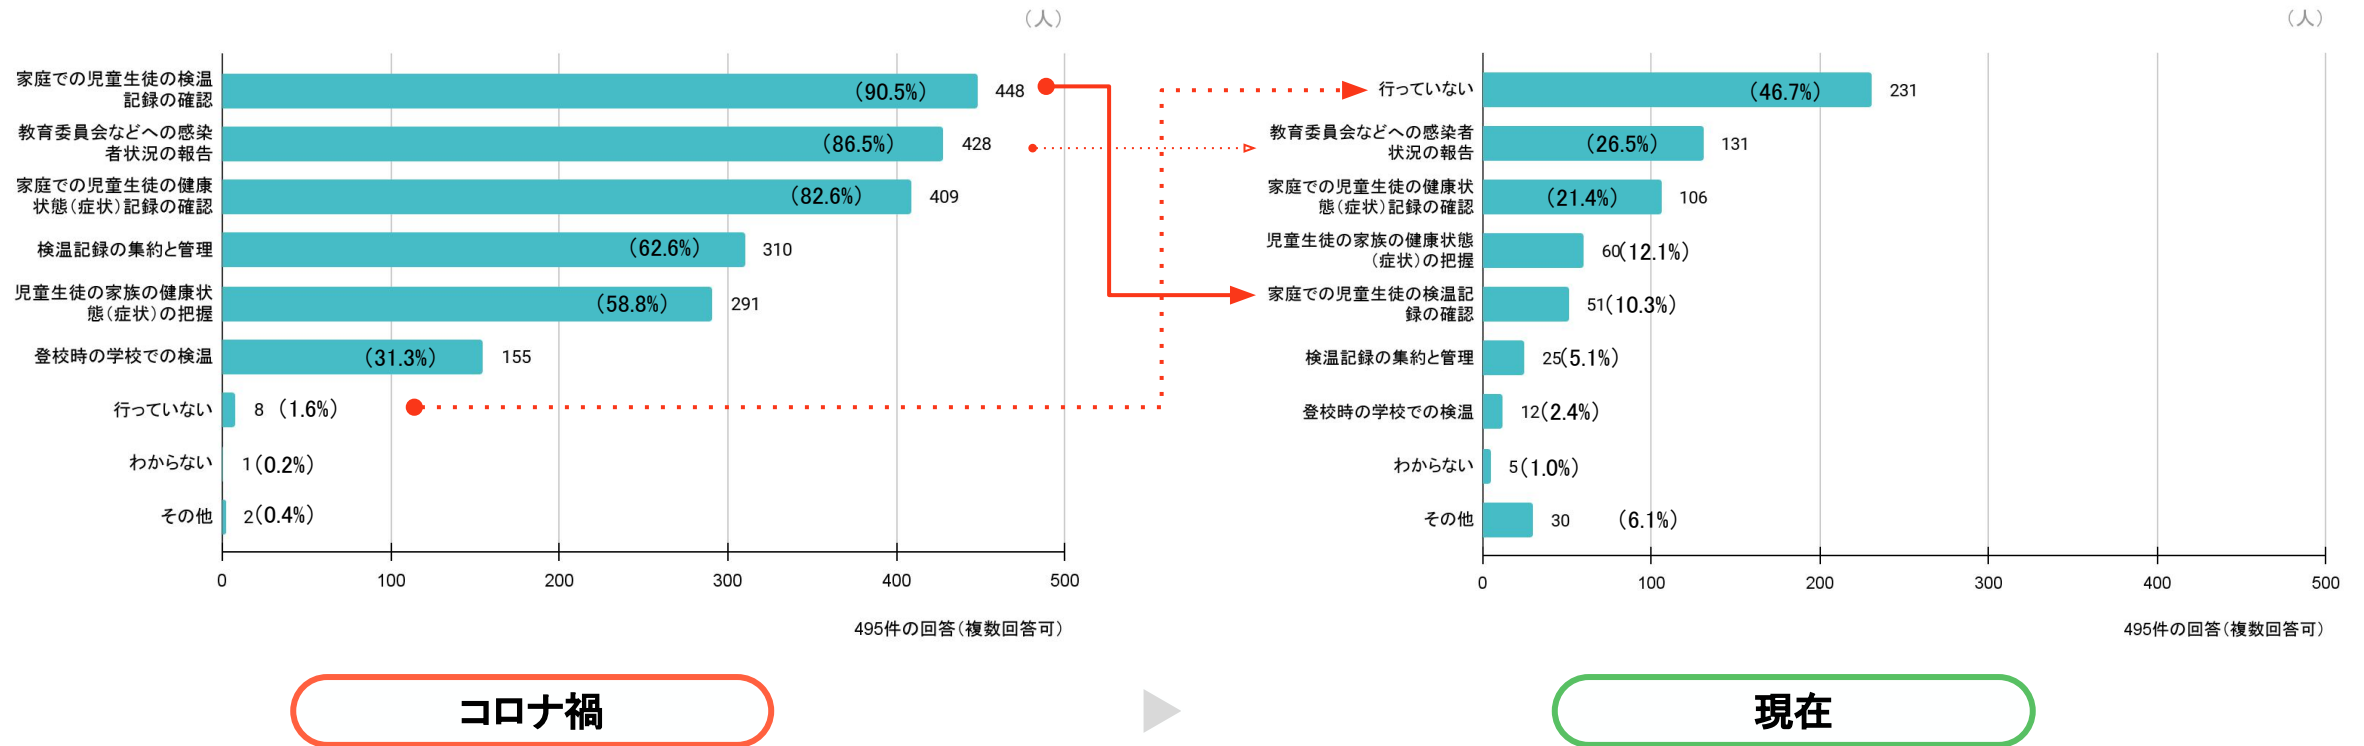 （人）
家庭での児童生徒の検温
記録の確認
（90.5%）
448
教育委員会などへの感染
者状況の報告
（86.5%）
428
家庭での児童生徒の健康
状態（症状）記録の確認
（82.6%）
409
検温記録の集約と管理
（62.6%）
310
児童生徒の家族の健康状
態（症状）の把握
（58.8%）
291
登校時の学校での検温
（31.3%）
155
行っていない
8 （1.6%）
わからない
1（0.2%）
その他
2（0.4%）
0 100 200 300 400 500
495件の回答（複数回答可）
コロナ禍
（人）
行っていない
（46.7%）
231
教育委員会などへの感染者
状況の報告
（26.5%）
131
家庭での児童生徒の健康状
態（症状）記録の確認
（21.4%）
106
児童生徒の家族の健康状態
（症状）の把握
60（12.1%）
家庭での児童生徒の検温記
録の確認
51（10.3%）
検温記録の集約と管理
25（5.1%）
登校時の学校での検温
12（2.4%）
わからない
5（1.0%）
その他
30 （6.1%）
0 100 200 300 400 500
495件の回答（複数回答可）
現在